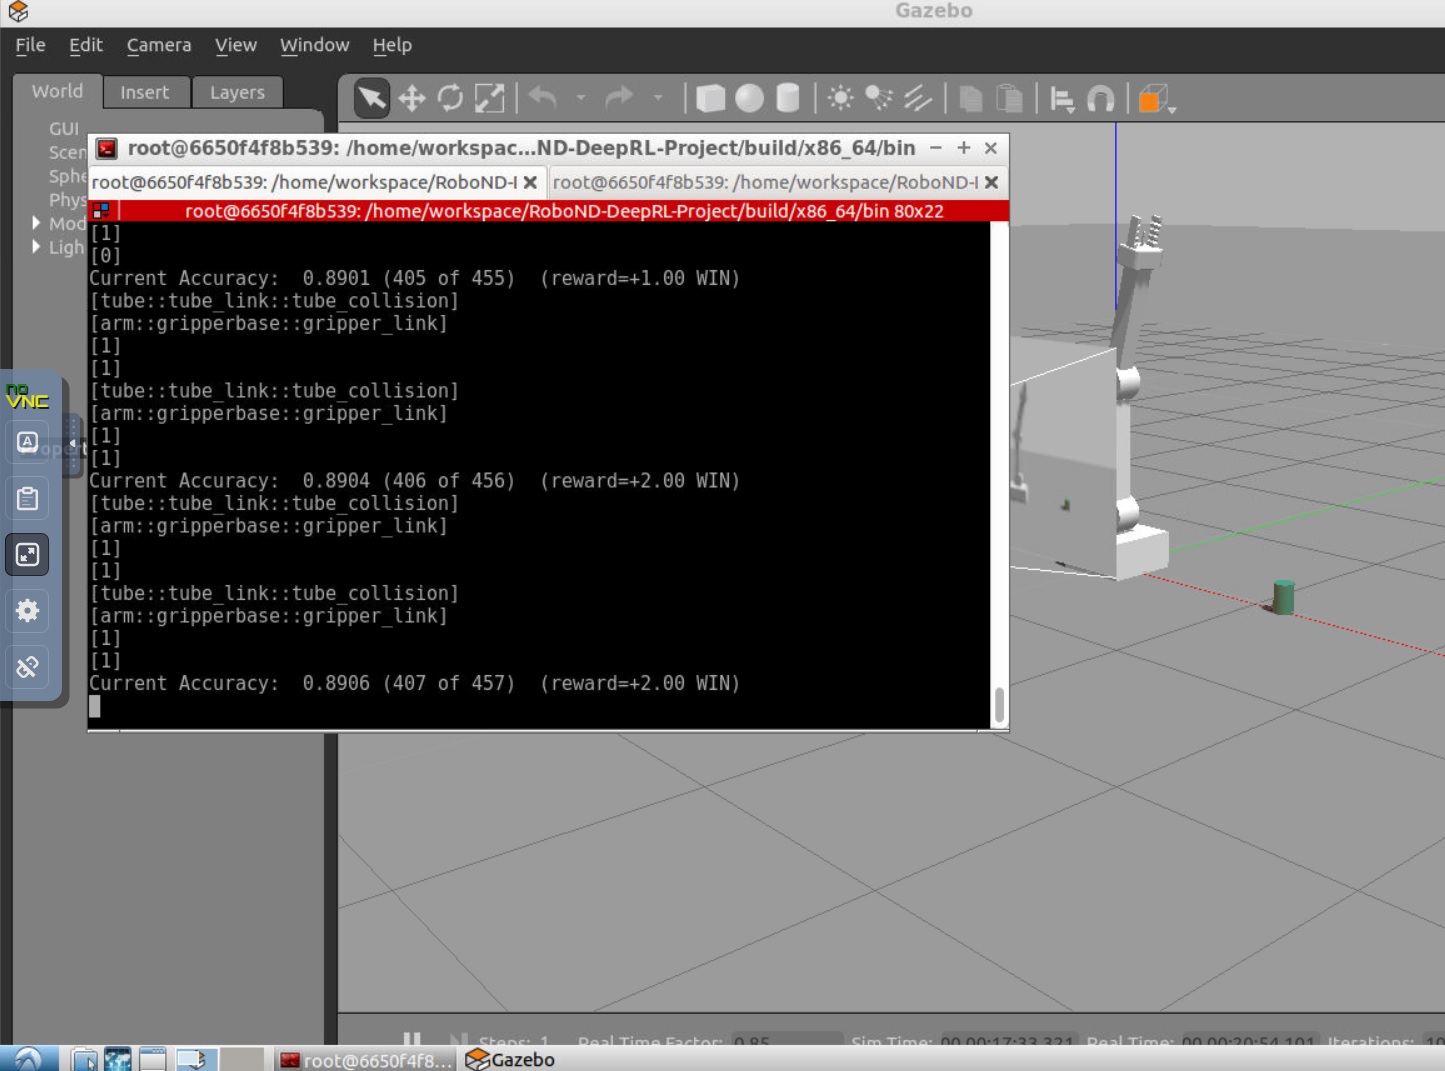 Gazebo
File Edit Camera View Window Help
World Insert Layers
GUI
Scen
Sphe
Phys
Mod
Ligh
root@6650f4f8b539: /home/workspac...ND-DeepRL-Project/build/x86_64/bin
root@6650f4f8b539: /home/workspace/RoboND-I root@6650f4f8b539: /home/workspace/RoboND-I
root@6650f4f8b539: /home/workspace/RoboND-DeepRL-Project/build/x86_64/bin 80x22
[1]
[0]
Current Accuracy:  0.8901 (405 of 455)  (reward=+1.00 WIN)
[tube::tube_link::tube_collision]
[arm::gripperbase::gripper_link]
[1]
[1]
[tube::tube_link::tube_collision]
[arm::gripperbase::gripper_link]
[1]
[1]
Current Accuracy:  0.8904 (406 of 456)  (reward=+2.00 WIN)
[tube::tube_link::tube_collision]
[arm::gripperbase::gripper_link]
[1]
[1]
[tube::tube_link::tube_collision]
[arm::gripperbase::gripper_link]
[1]
[1]
Current Accuracy:  0.8906 (407 of 457)  (reward=+2.00 WIN)
no
VNC
A
Steps: 1 Real Time Factor: 0.85 Sim Time: 00 00:17:33.321 Real Time: 00 00:20:54.101 Iterations: 10
root@6650f4f8... Gazebo